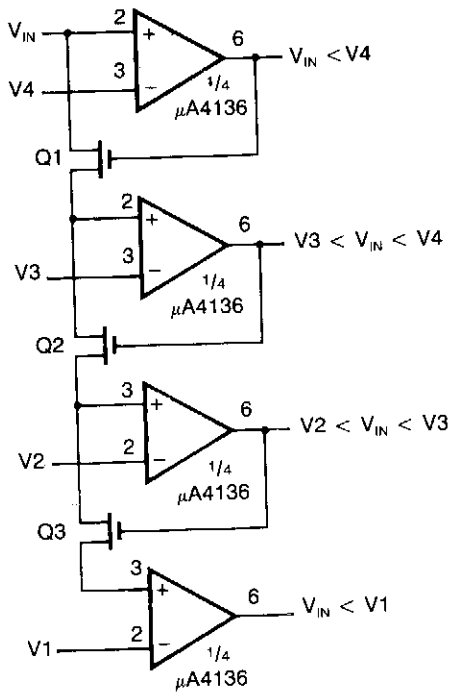 V_IN 2 + 6 V_IN < V4
V4 3 − 1/4
μA4136
Q1
2 + 6 V3 < V_IN < V4
V3 3 − 1/4
μA4136
Q2
3 + 6 V2 < V_IN < V3
V2 2 − 1/4
μA4136
Q3
3 + 6 V_IN < V1
V1 2 − 1/4
μA4136